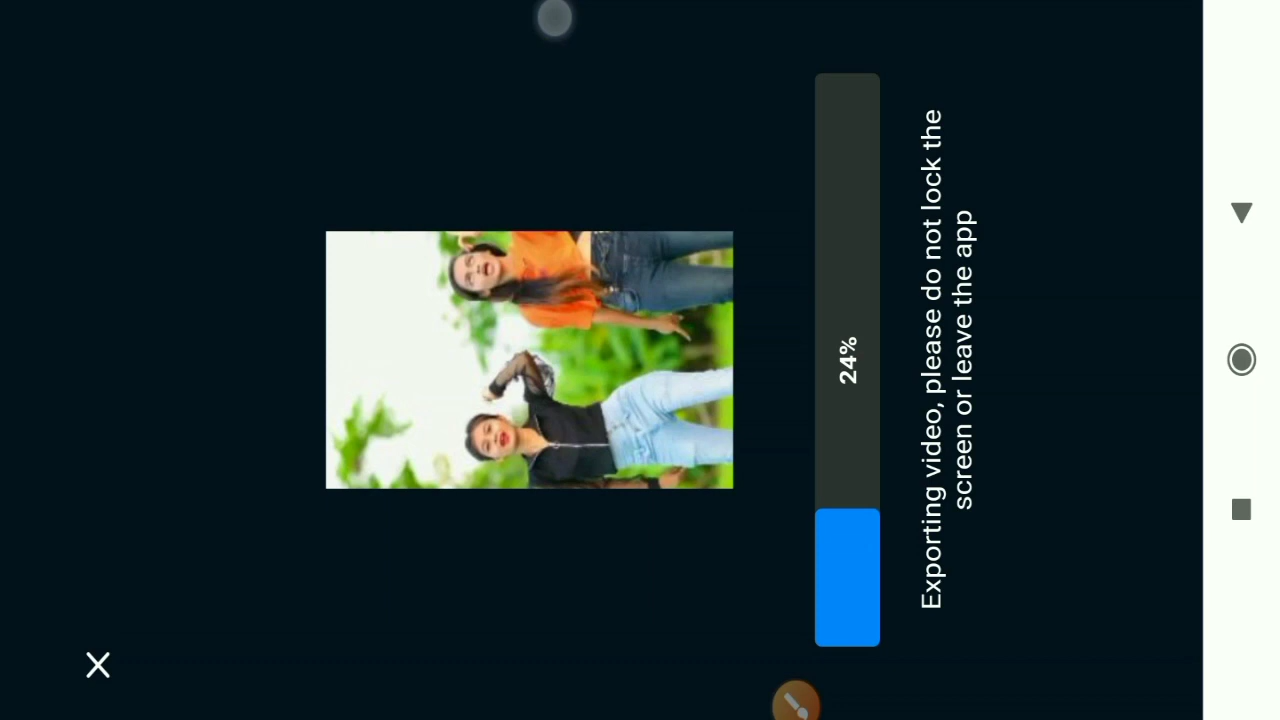 24%
Exporting video, please do not lock the
screen or leave the app